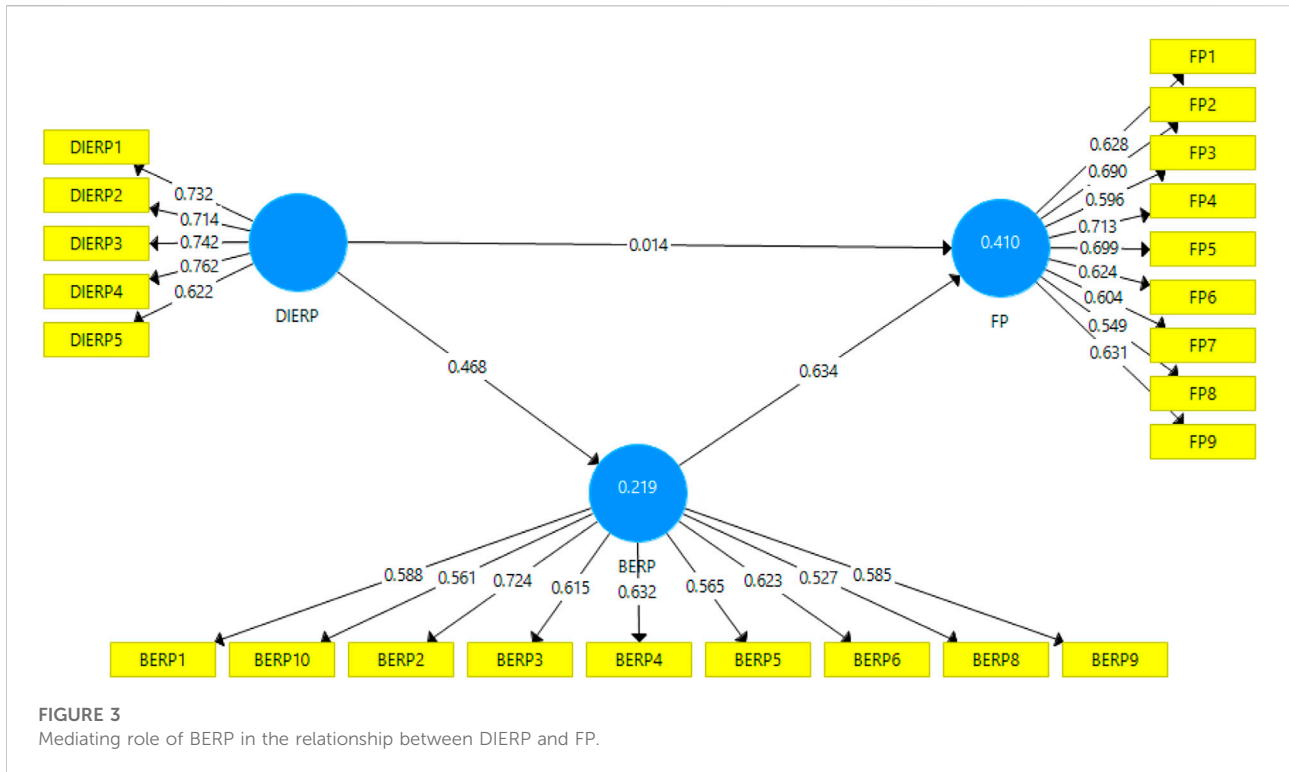 DIERP1
DIERP2
DIERP3
DIERP4
DIERP5
0.732
0.714
0.742
0.762
0.622
DIERP
0.014
0.468
0.634
0.410
FP
0.628
0.690
0.596
0.713
0.699
0.624
0.604
0.549
0.631
FP1
FP2
FP3
FP4
FP5
FP6
FP7
FP8
FP9
0.219
BERP
0.588
0.561
0.724
0.615
0.632
0.565
0.623
0.527
0.585
BERP1
BERP10
BERP2
BERP3
BERP4
BERP5
BERP6
BERP8
BERP9
FIGURE 3
Mediating role of BERP in the relationship between DIERP and FP.